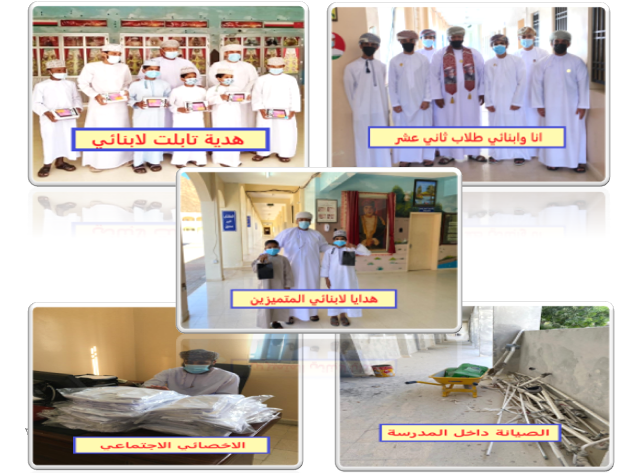 هدية تابلت لابنائي
انا وابنائي طلاب ثاني عشر
هدايا لابنائي المتميزين
الاخصائي الاجتماعي
الصيانة داخل المدرسة